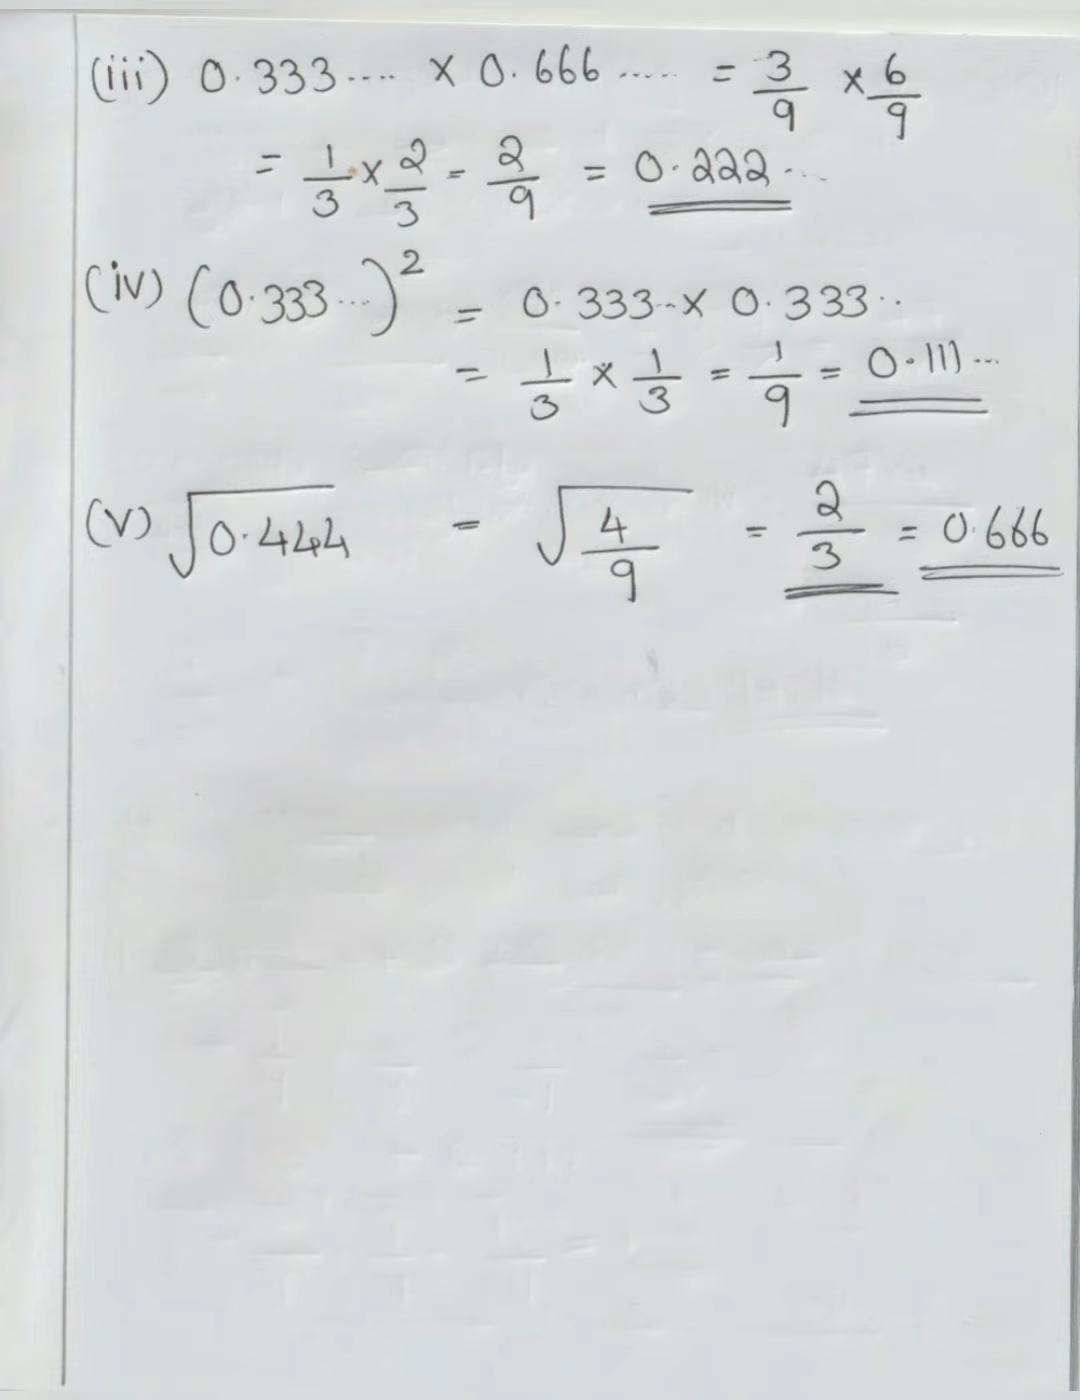 (iii) 0.333.... × 0.666 ..... = 3/9 × 6/9
= 1/3 × 2/3 = 2/9 = 0.222...
(iv) (0.333...)² = 0.333.. × 0.333..
= 1/3 × 1/3 = 1/9 = 0.111...
(v) √0.444 = √4/9 = 2/3 = 0.666